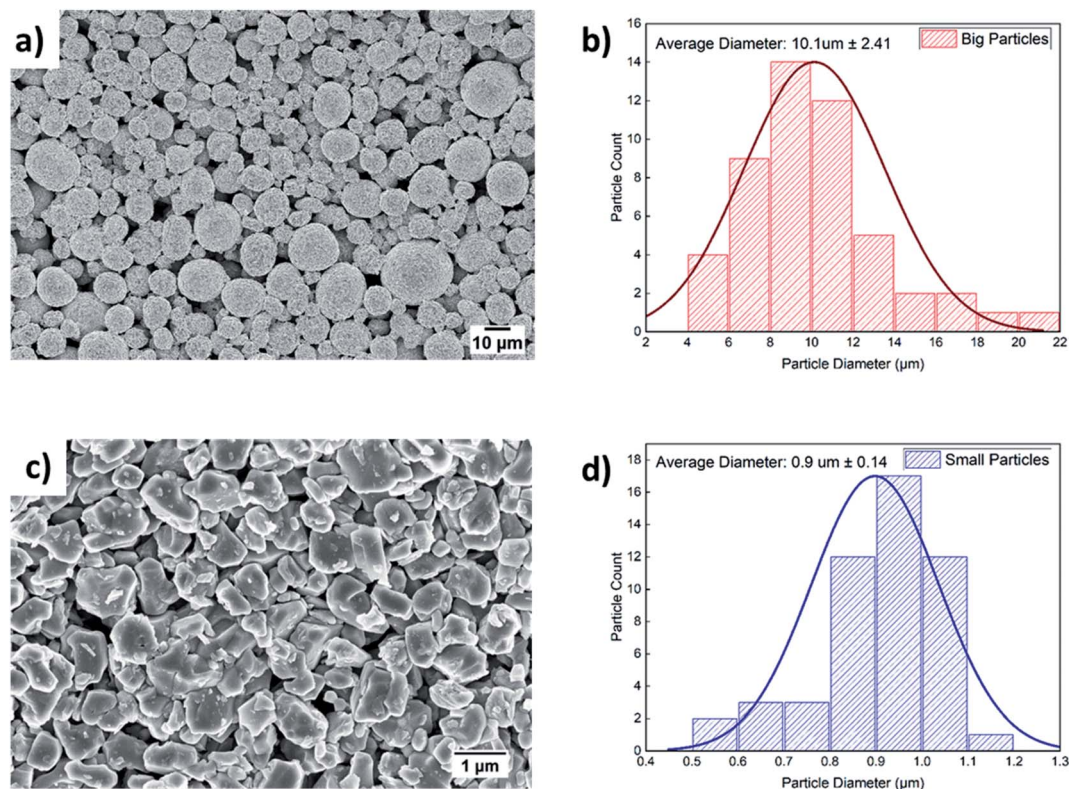 a)
10 µm
b)
Average Diameter: 10.1um ± 2.41
Big Particles
Particle Count
16
14
12
10
8
6
4
2
0
2 4 6 8 10 12 14 16 18 20 22
Particle Diameter (µm)
c)
1 µm
d)
Average Diameter: 0.9 um ± 0.14
Small Particles
Particle Count
18
16
14
12
10
8
6
4
2
0
0.4 0.5 0.6 0.7 0.8 0.9 1.0 1.1 1.2 1.3
Particle Diameter (µm)